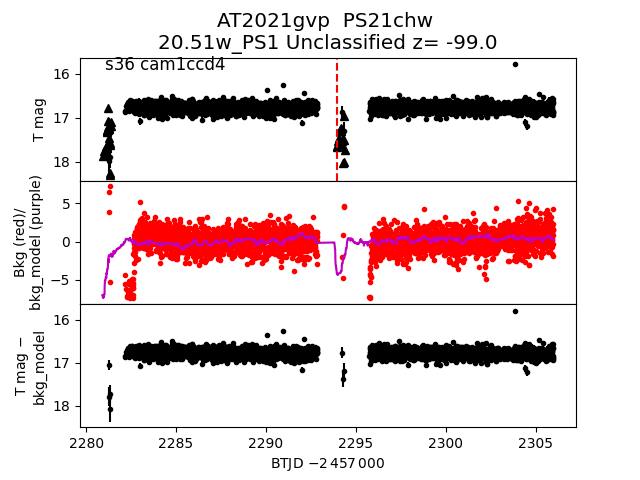 AT2021gvp  PS21chw
20.51w_PS1 Unclassified z= -99.0
s36 cam1ccd4
T mag
16
17
18
Bkg (red)/
bkg_model (purple)
5
0
−5
T mag −
bkg_model
16
17
18
2280
2285
2290
2295
2300
2305
BTJD −2 457 000